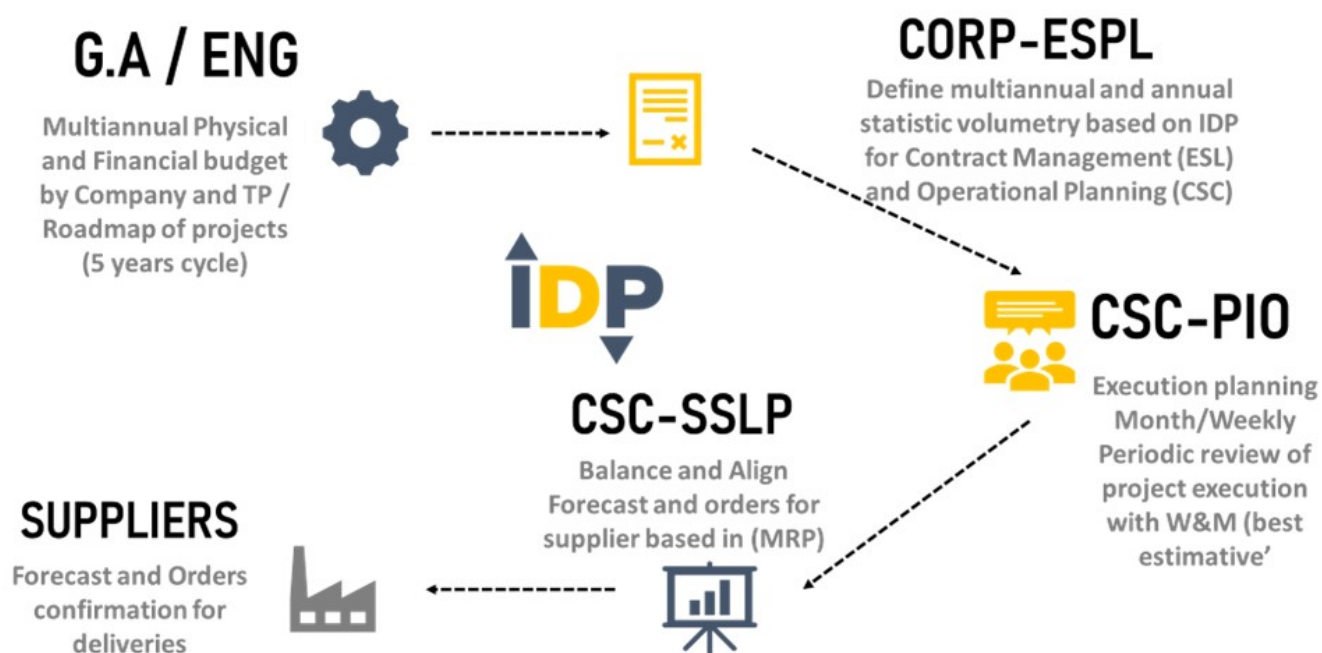 G.A / ENG
Multiannual Physical
and Financial budget
by Company and TP /
Roadmap of projects
(5 years cycle)
CORP-ESPL
Define multiannual and annual
statistic volumetry based on IDP
for Contract Management (ESL)
and Operational Planning (CSC)
IDP
CSC-PIO
Execution planning
Month/Weekly
Periodic review of
project execution
with W&M (best
estimative’
CSC-SSLP
Balance and Align
Forecast and orders for
supplier based in (MRP)
SUPPLIERS
Forecast and Orders
confirmation for
deliveries